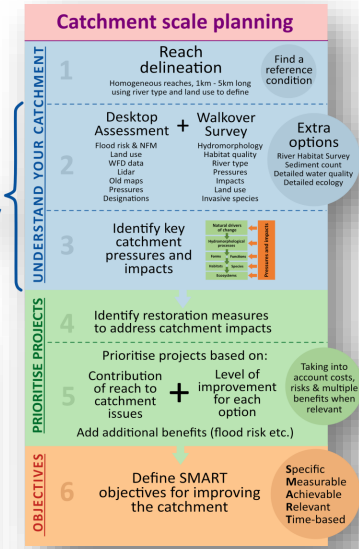 Catchment scale planning
UNDERSTAND YOUR CATCHMENT
1
Reach
delineation
Homogeneous reaches, 1km - 5km long
using river type and land use to define
Find a
reference
condition
2
Desktop
Assessment
Flood risk & NFM
Land use
WFD data
Lidar
Old maps
Pressures
Designations
+
Walkover
Survey
Hydromorphology
Habitat quality
River type
Pressures
Impacts
Land use
Invasive species
Extra
options
River Habitat Survey
Sediment count
Detailed water quality
Detailed ecology
3
Identify key
catchment
pressures and
impacts
Natural drivers
of change
Hydromorphological
processes
Forms
Functions
Habitats
Species
Ecosystems
Pressures and impacts
PRIORITISE PROJECTS
4
Identify restoration measures
to address catchment impacts
5
Prioritise projects based on:
Contribution
of reach to
catchment
issues
+
Level of
improvement
for each
option
Add additional benefits (flood risk etc.)
Taking into
account costs,
risks & multiple
benefits when
relevant
OBJECTIVES
6
Define SMART
objectives for improving
the catchment
Specific
Measurable
Achievable
Relevant
Time-based